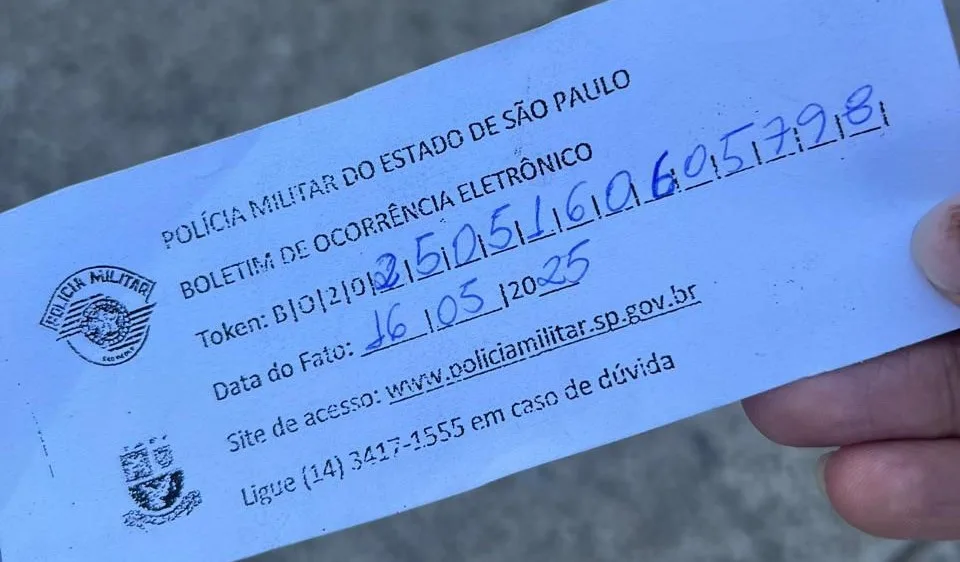 POLÍCIA MILITAR DO ESTADO DE SÃO PAULO
BOLETIM DE OCORRÊNCIA ELETRÔNICO
Token: B|O|2|0|2|5|0|5|1|6|0|6|0|5|7|9|8|
Data do Fato: 16|05|2025
Site de acesso: www.policiamilitar.sp.gov.br
Ligue (14) 3417-1555 em caso de dúvida
POLÍCIA MILITAR
SÃO PAULO